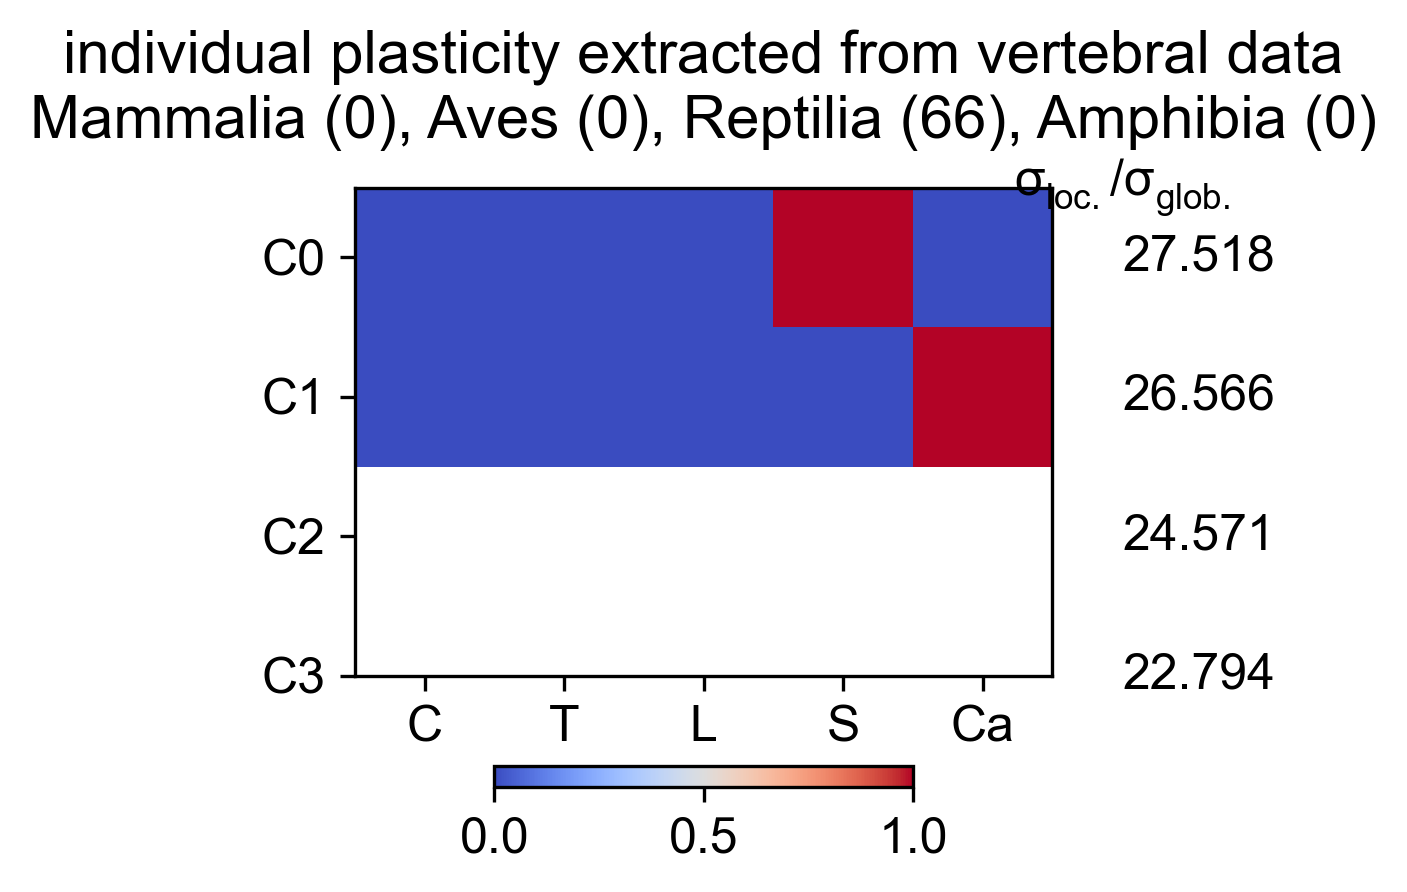 individual plasticity extracted from vertebral data
Mammalia (0), Aves (0), Reptilia (66), Amphibia (0)
σloc. /σglob.
C0 27.518
C1 26.566
C2 24.571
C3 22.794
C T L S Ca
0.0 0.5 1.0